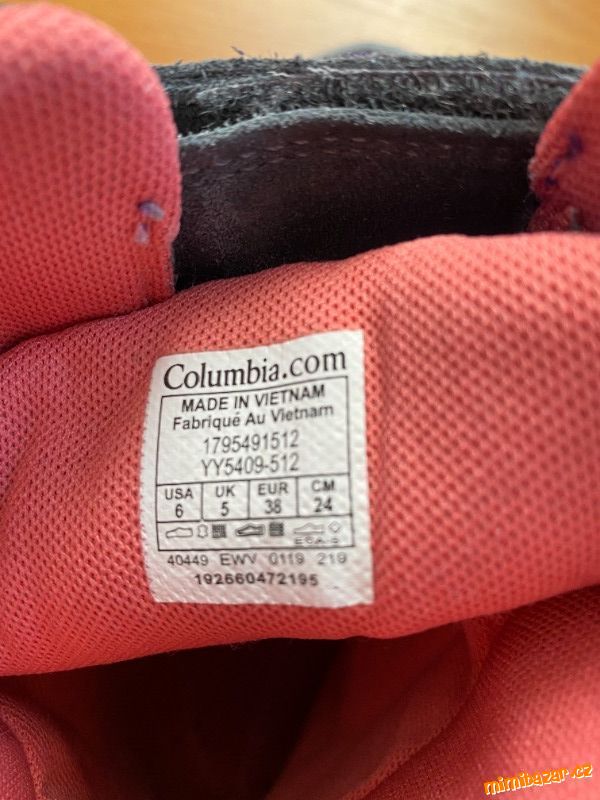 Columbia.com
MADE IN VIETNAM
Fabriqué Au Vietnam
1795491512
YY5409-512
USA UK EUR CM
6 5 38 24
40449 EWV 0119 219
192660472195
mimibazar.cz